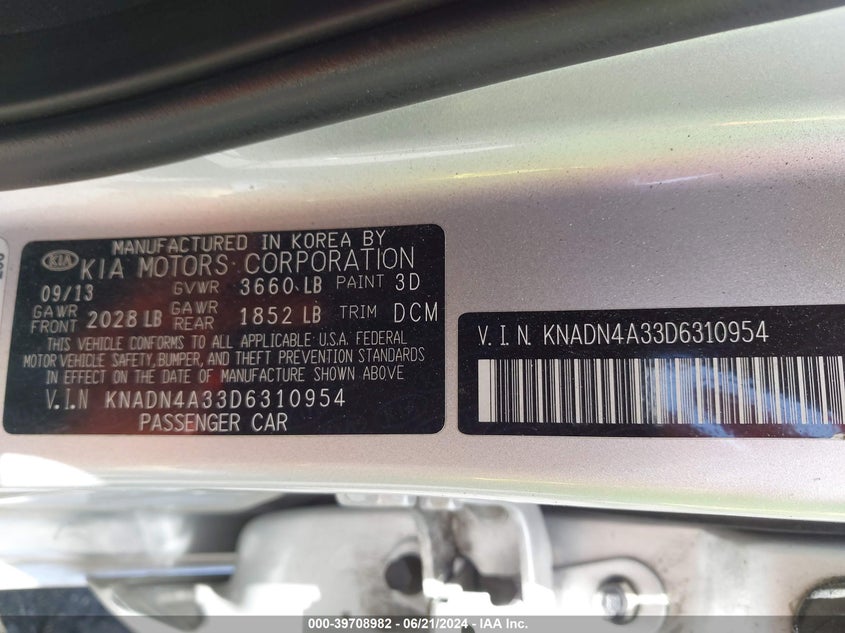 MANUFACTURED IN KOREA BY
KIA KIA MOTORS CORPORATION
09/13 GVWR 3660 LB PAINT 3D
GAWR FRONT 2028 LB GAWR REAR 1852 LB TRIM DCM
THIS VEHICLE CONFORMS TO ALL APPLICABLE U.S.A. FEDERAL
MOTOR VEHICLE SAFETY, BUMPER, AND THEFT PREVENTION STANDARDS
IN EFFECT ON THE DATE OF MANUFACTURE SHOWN ABOVE
V.I.N KNADN4A33D6310954
PASSENGER CAR
V.I.N. KNADN4A33D6310954
000-39708982 - 06/21/2024 - IAA Inc.